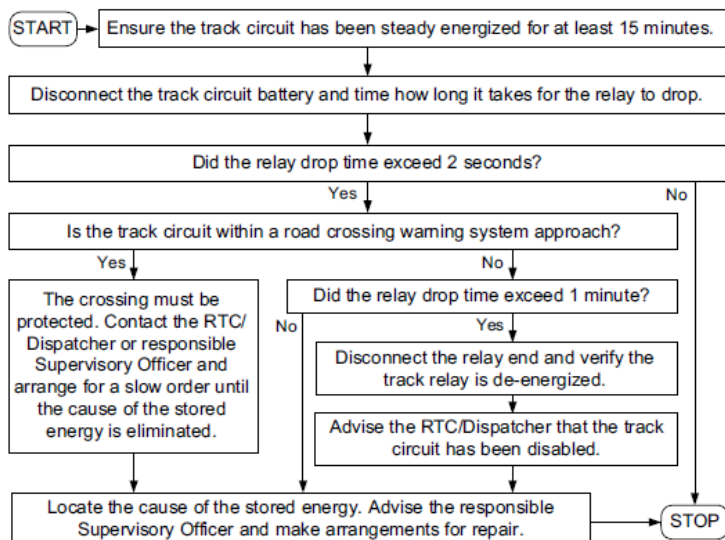 START
Ensure the track circuit has been steady energized for at least 15 minutes.
Disconnect the track circuit battery and time how long it takes for the relay to drop.
Did the relay drop time exceed 2 seconds?
Yes
No
Is the track circuit within a road crossing warning system approach?
Yes
No
The crossing must be
protected. Contact the RTC/
Dispatcher or responsible
Supervisory Officer and
arrange for a slow order until
the cause of the stored
energy is eliminated.
Did the relay drop time exceed 1 minute?
No
Yes
Disconnect the relay end and verify the
track relay is de-energized.
Advise the RTC/Dispatcher that the track
circuit has been disabled.
Locate the cause of the stored energy. Advise the responsible
Supervisory Officer and make arrangements for repair.
STOP